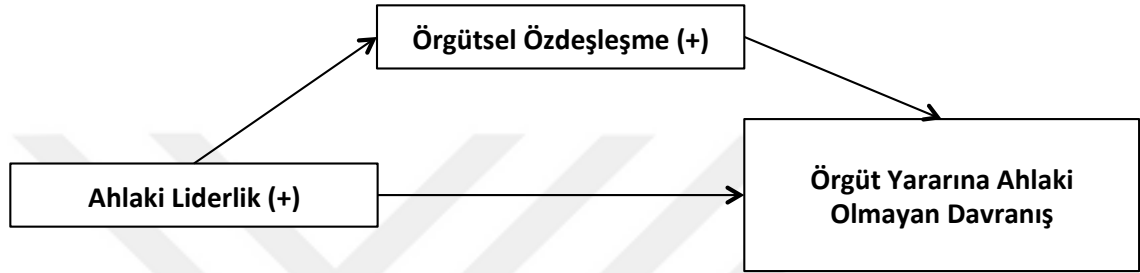 Örgütsel Özdeşleşme (+)
Ahlaki Liderlik (+)
Örgüt Yararına Ahlaki
Olmayan Davranış